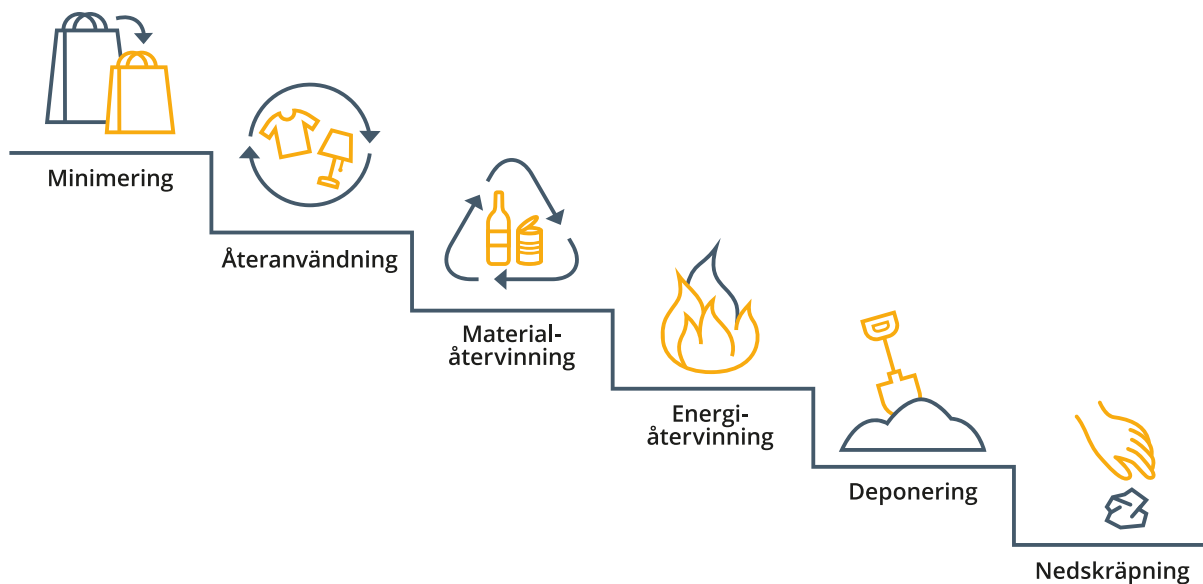 Minimering
Återanvändning
Material-
återvinning
Energi-
återvinning
Deponering
Nedskräpning